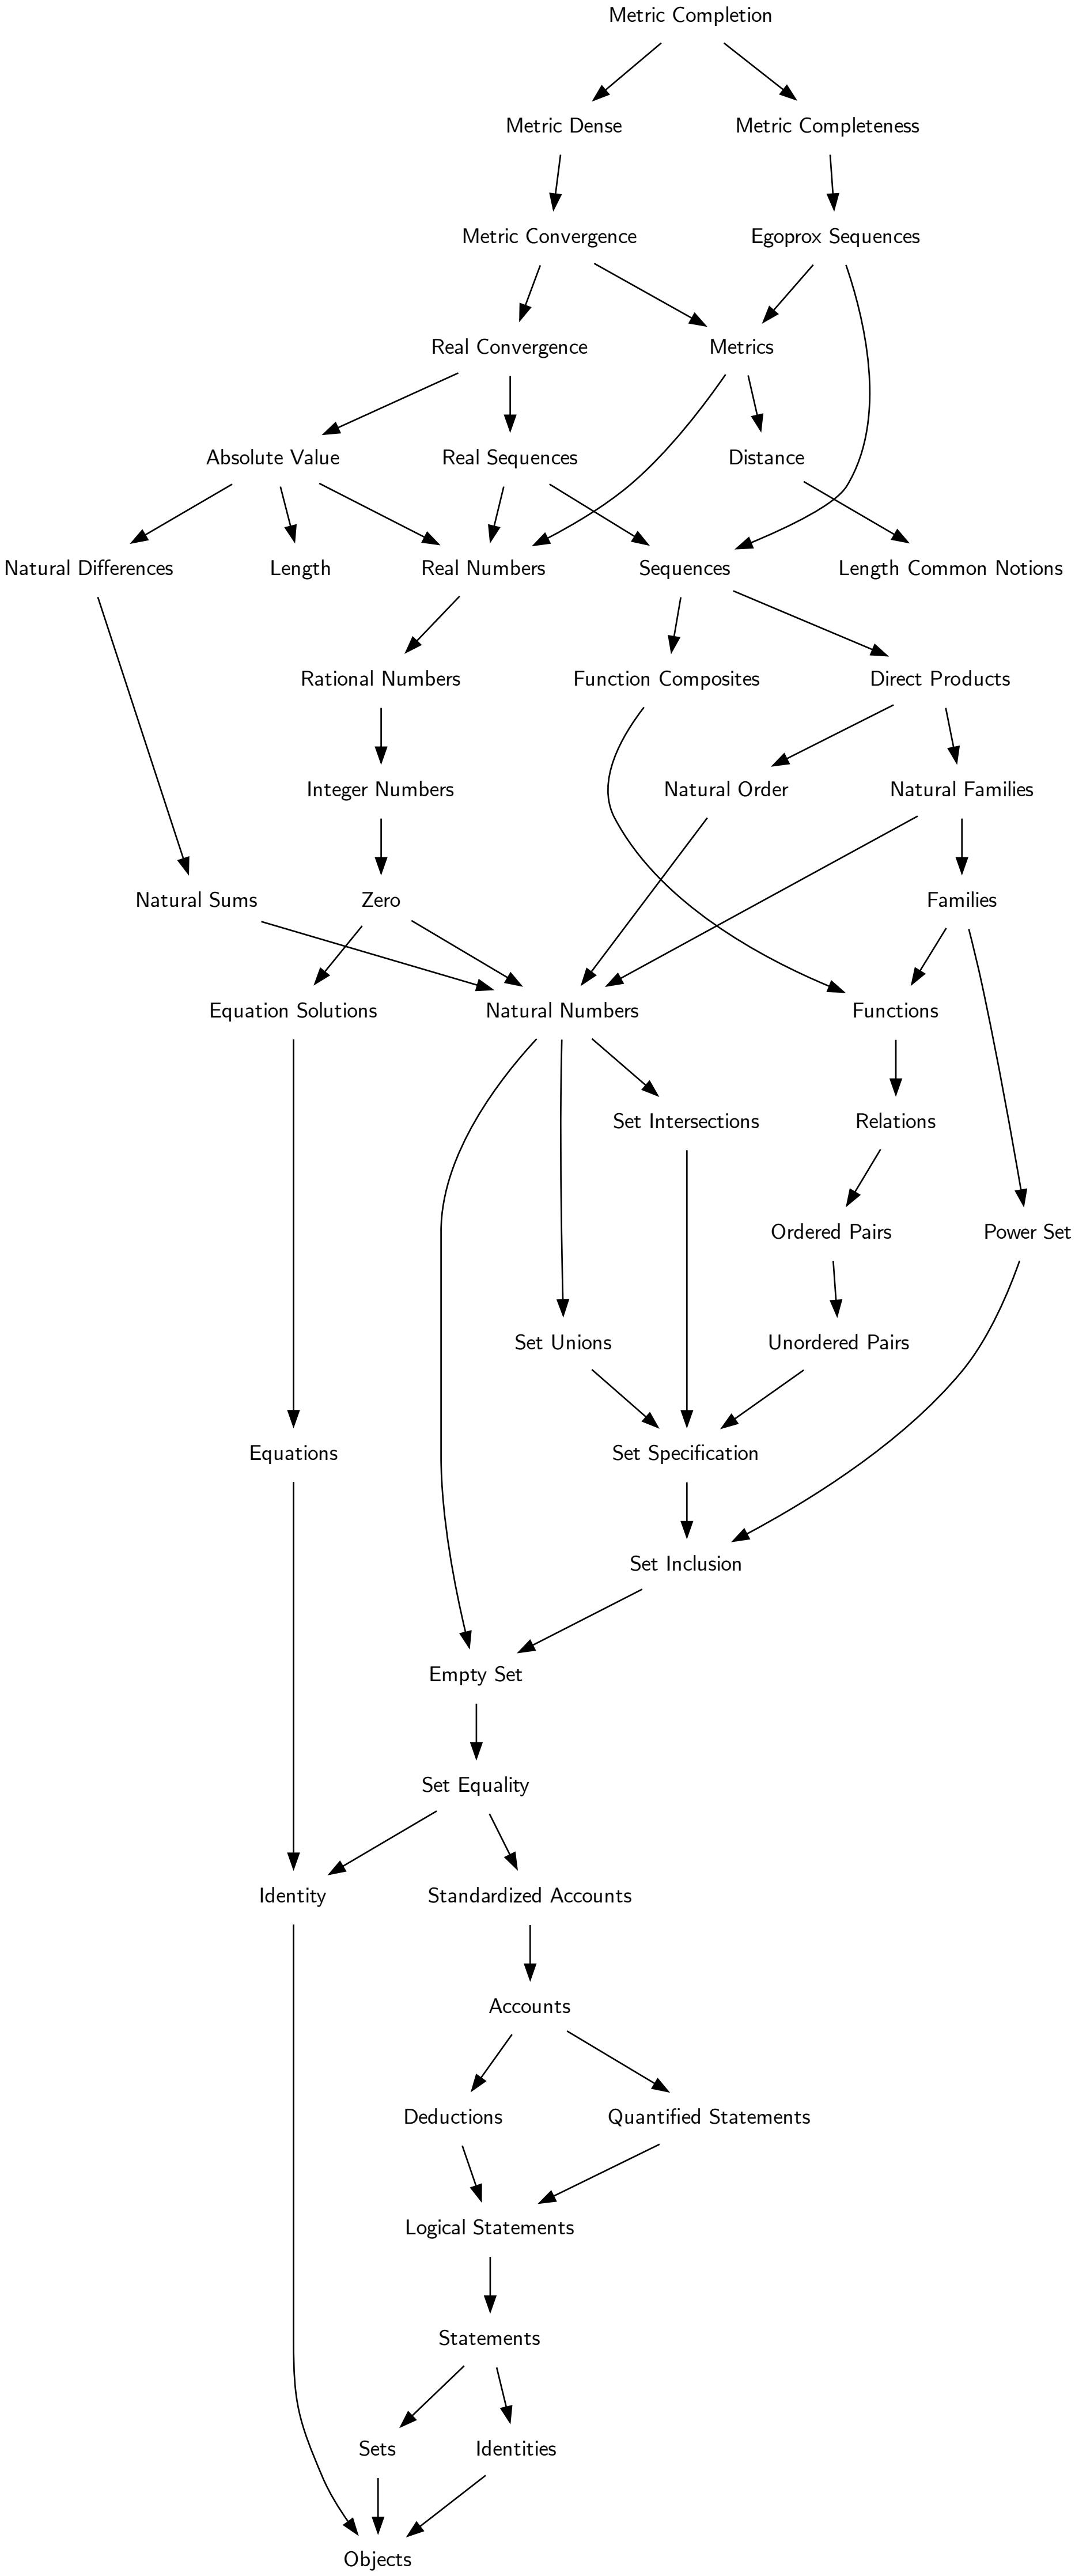 Metric Completion
Metric Dense
Metric Completeness
Metric Convergence
Egoprox Sequences
Real Convergence
Metrics
Absolute Value
Real Sequences
Distance
Natural Differences
Length
Real Numbers
Sequences
Length Common Notions
Rational Numbers
Function Composites
Direct Products
Integer Numbers
Natural Order
Natural Families
Natural Sums
Zero
Families
Equation Solutions
Natural Numbers
Functions
Set Intersections
Relations
Ordered Pairs
Power Set
Set Unions
Unordered Pairs
Equations
Set Specification
Set Inclusion
Empty Set
Set Equality
Identity
Standardized Accounts
Accounts
Deductions
Quantified Statements
Logical Statements
Statements
Sets
Identities
Objects